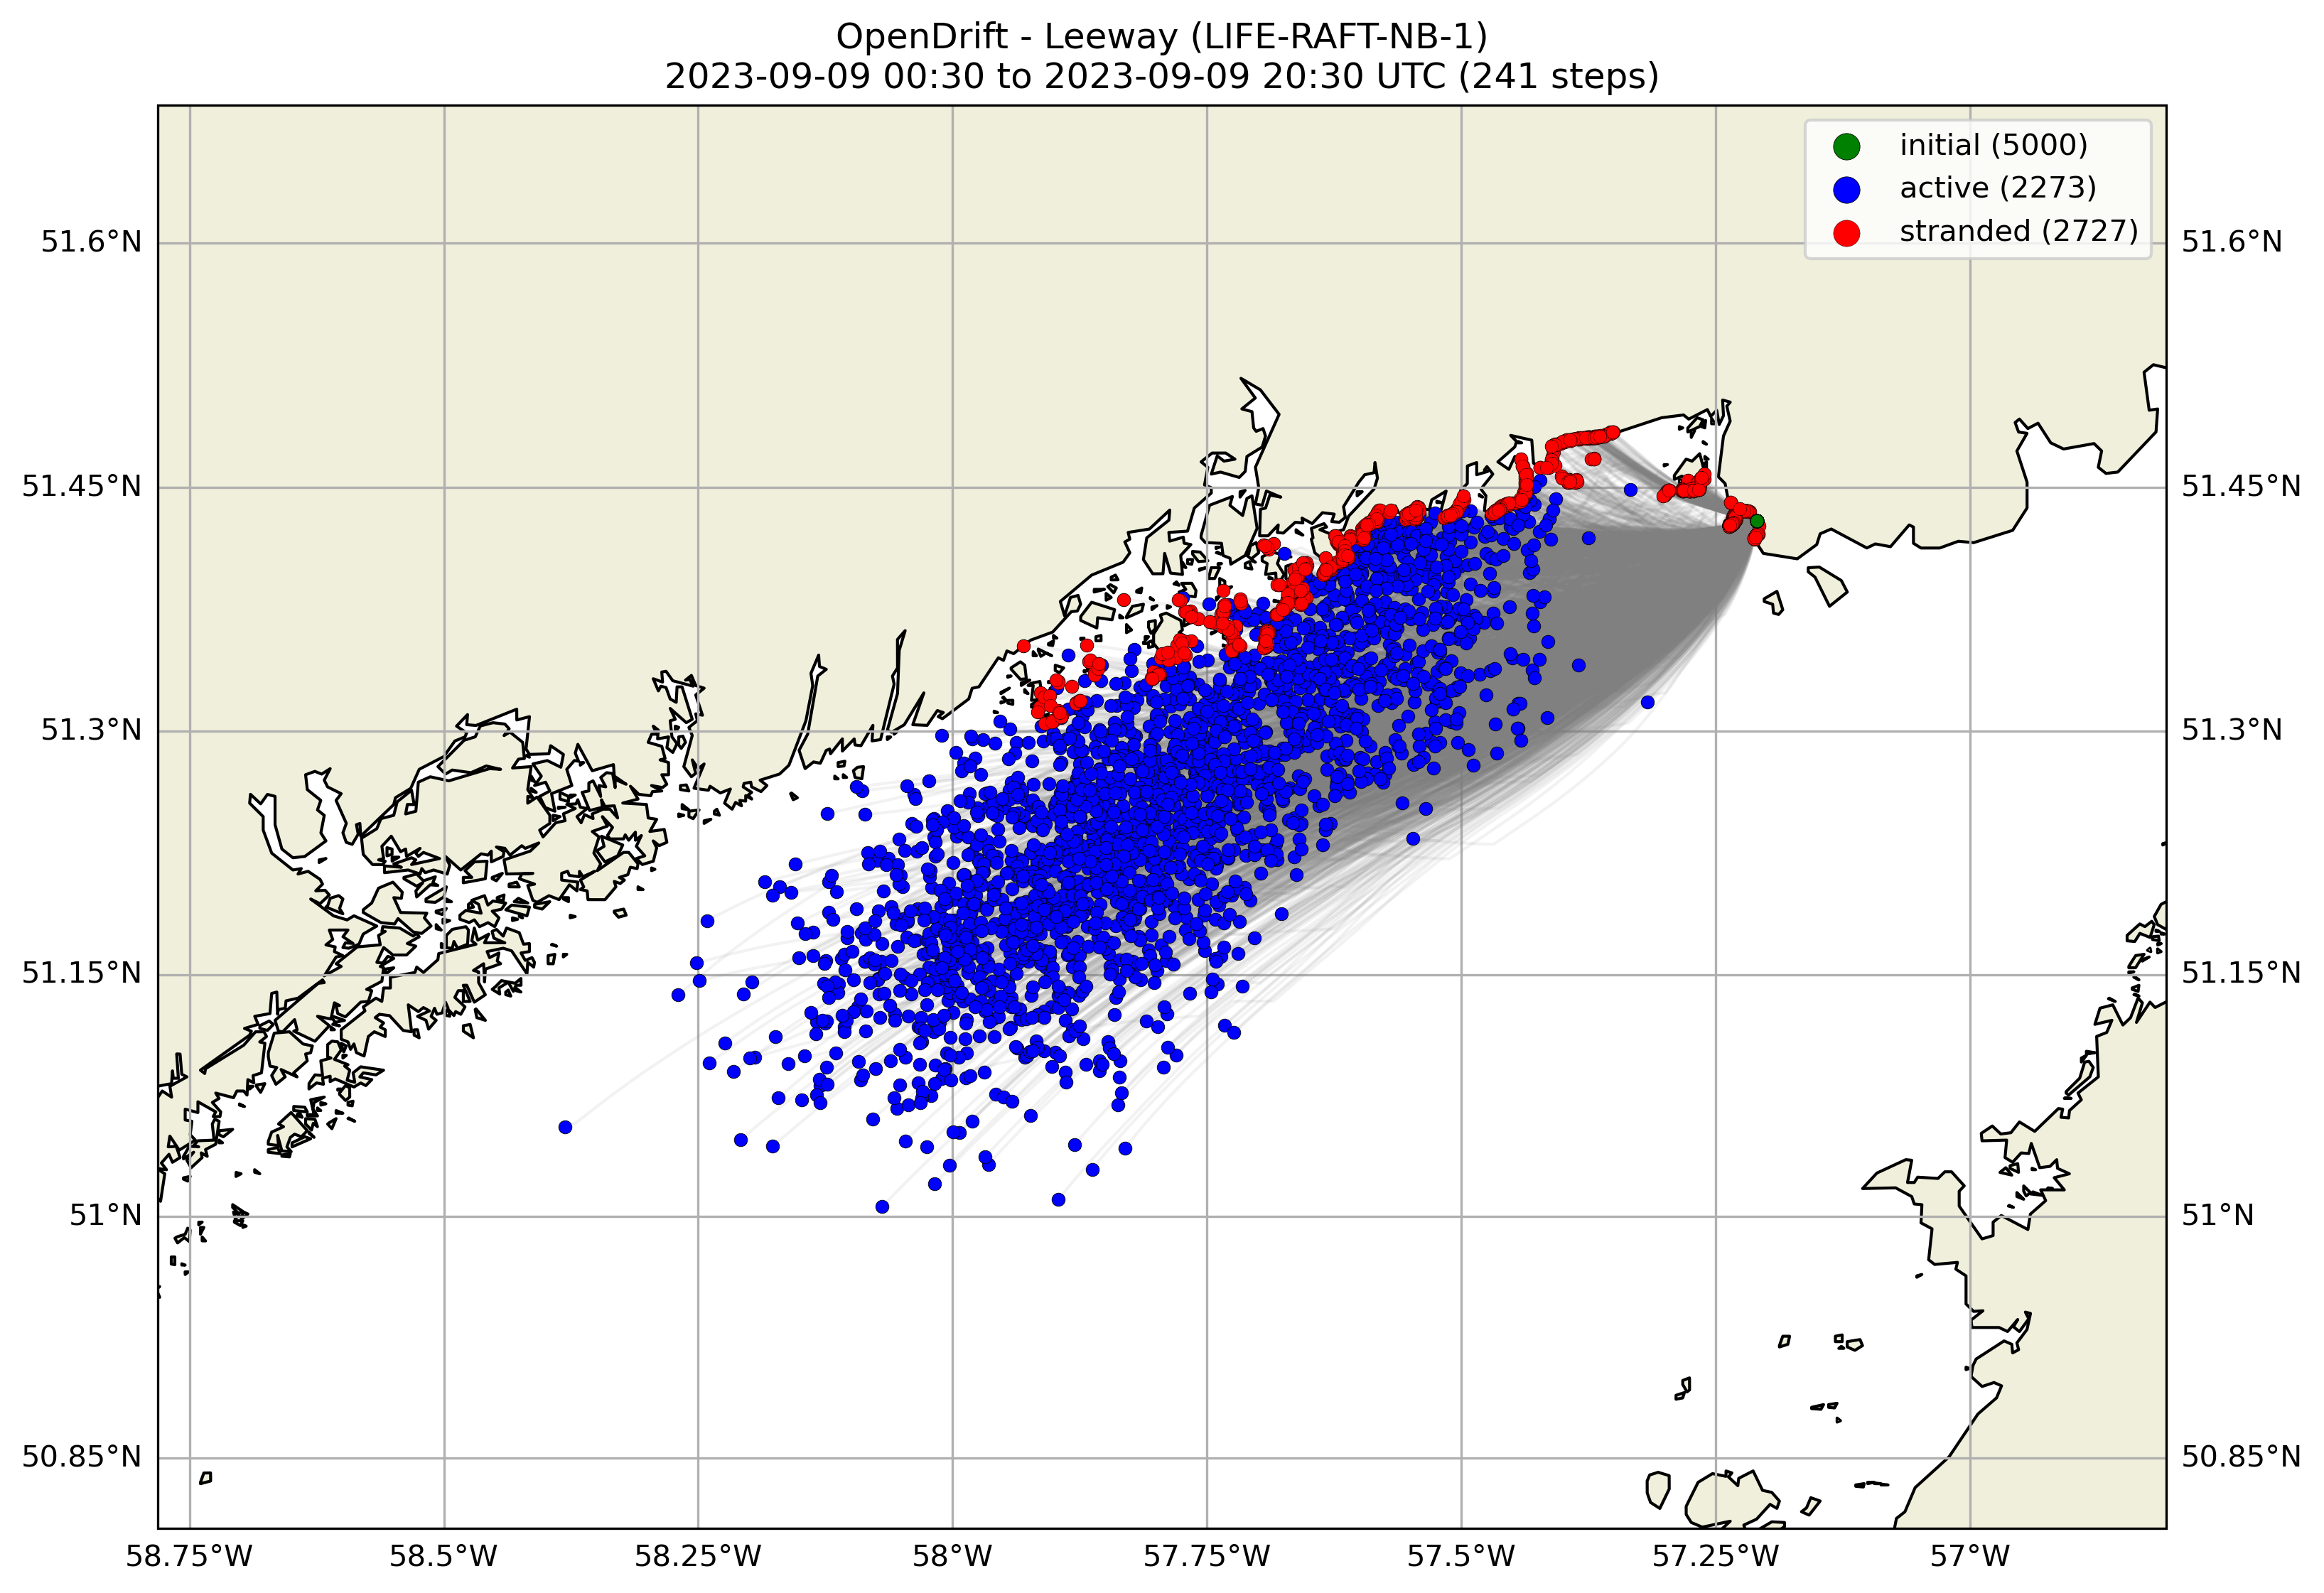 OpenDrift - Leeway (LIFE-RAFT-NB-1)
2023-09-09 00:30 to 2023-09-09 20:30 UTC (241 steps)
initial (5000)
active (2273)
stranded (2727)
51.6°N
51.6°N
51.45°N
51.45°N
51.3°N
51.3°N
51.15°N
51.15°N
51°N
51°N
50.85°N
50.85°N
58.75°W
58.5°W
58.25°W
58°W
57.75°W
57.5°W
57.25°W
57°W